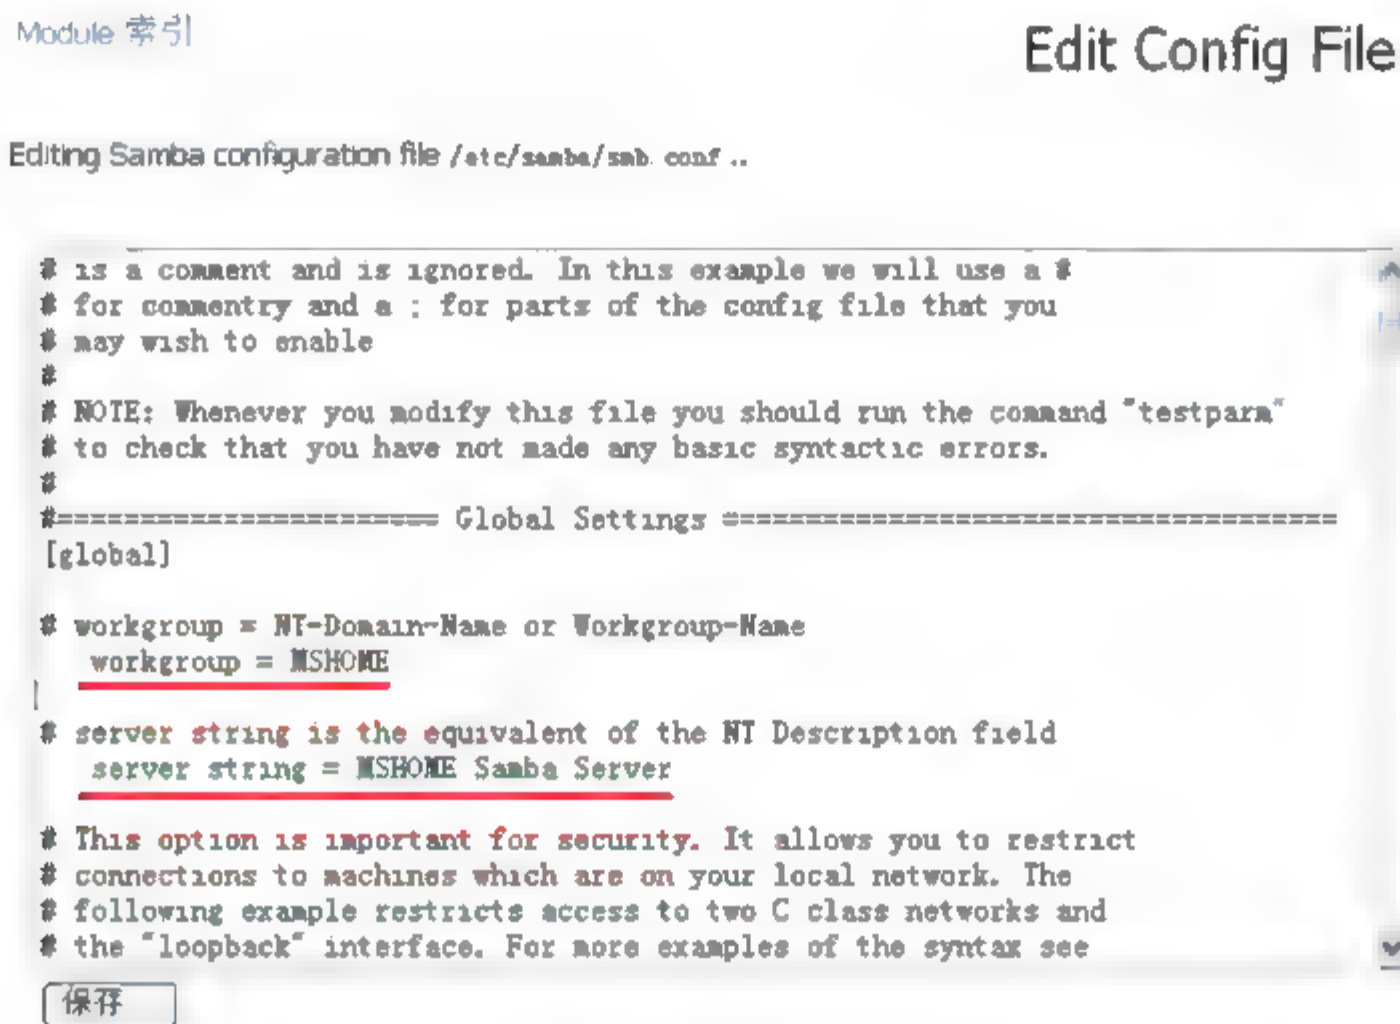 Module 索引
Edit Config File
Editing Samba configuration file /etc/samba/smb.conf ..
# is a comment and is ignored. In this example we will use a #
# for commentry and a ; for parts of the config file that you
# may wish to enable
#
# NOTE: Whenever you modify this file you should run the command "testparm"
# to check that you have not made any basic syntactic errors.
#
#======================= Global Settings =====================================
[global]
# workgroup = NT-Domain-Name or Workgroup-Name
workgroup = MSHOME
# server string is the equivalent of the NT Description field
server string = MSHOME Samba Server
# This option is important for security. It allows you to restrict
# connections to machines which are on your local network. The
# following example restricts access to two C class networks and
# the "loopback" interface. For more examples of the syntax see
保存